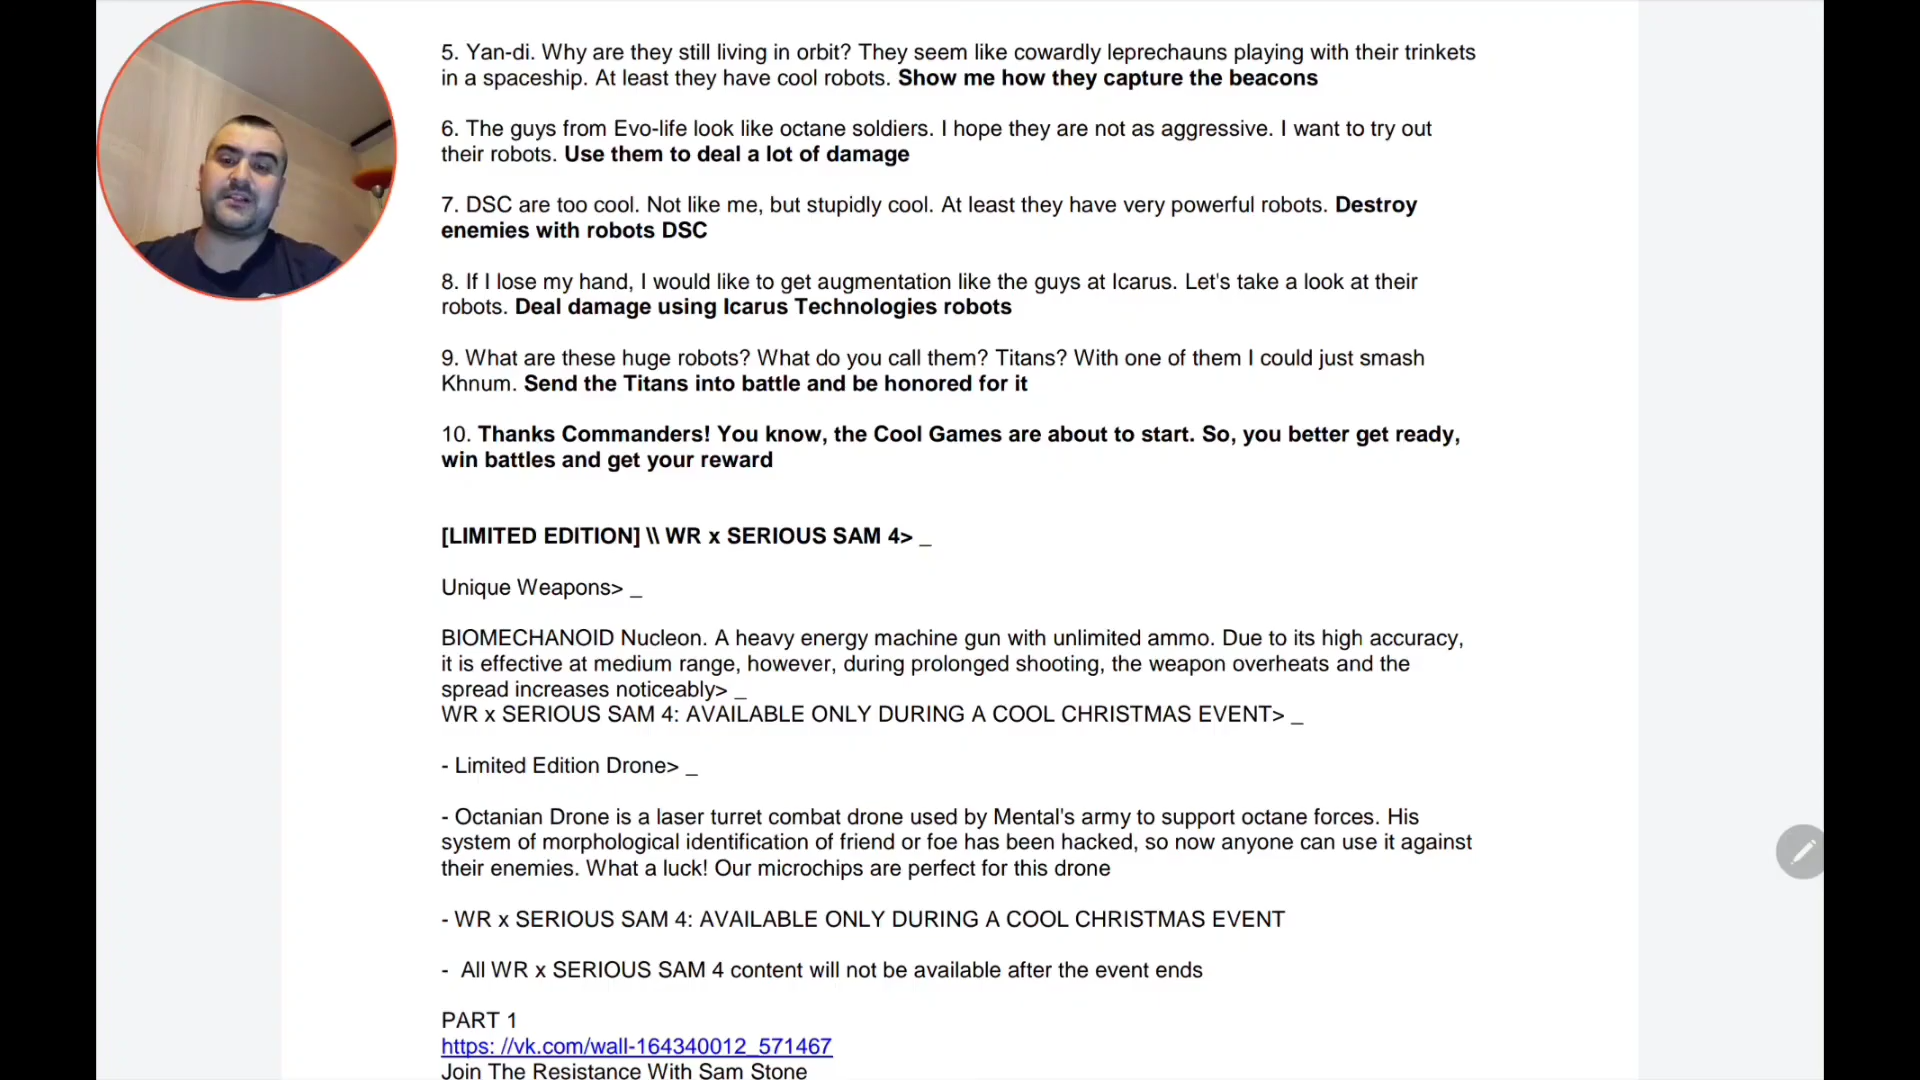 5. Yan-di. Why are they still living in orbit? They seem like cowardly leprechauns playing with their trinkets
in a spaceship. At least they have cool robots. Show me how they capture the beacons
6. The guys from Evo-life look like octane soldiers. I hope they are not as aggressive. I want to try out
their robots. Use them to deal a lot of damage
7. DSC are too cool. Not like me, but stupidly cool. At least they have very powerful robots. Destroy
enemies with robots DSC
8. If I lose my hand, I would like to get augmentation like the guys at Icarus. Let's take a look at their
robots. Deal damage using Icarus Technologies robots
9. What are these huge robots? What do you call them? Titans? With one of them I could just smash
Khnum. Send the Titans into battle and be honored for it
10. Thanks Commanders! You know, the Cool Games are about to start. So, you better get ready,
win battles and get your reward
[LIMITED EDITION] \\ WR x SERIOUS SAM 4> _
Unique Weapons> _
BIOMECHANOID Nucleon. A heavy energy machine gun with unlimited ammo. Due to its high accuracy,
it is effective at medium range, however, during prolonged shooting, the weapon overheats and the
spread increases noticeably> _
WR x SERIOUS SAM 4: AVAILABLE ONLY DURING A COOL CHRISTMAS EVENT> _
- Limited Edition Drone> _
- Octanian Drone is a laser turret combat drone used by Mental's army to support octane forces. His
system of morphological identification of friend or foe has been hacked, so now anyone can use it against
their enemies. What a luck! Our microchips are perfect for this drone
- WR x SERIOUS SAM 4: AVAILABLE ONLY DURING A COOL CHRISTMAS EVENT
-  All WR x SERIOUS SAM 4 content will not be available after the event ends
PART 1
https: //vk.com/wall-164340012_571467
Join The Resistance With Sam Stone